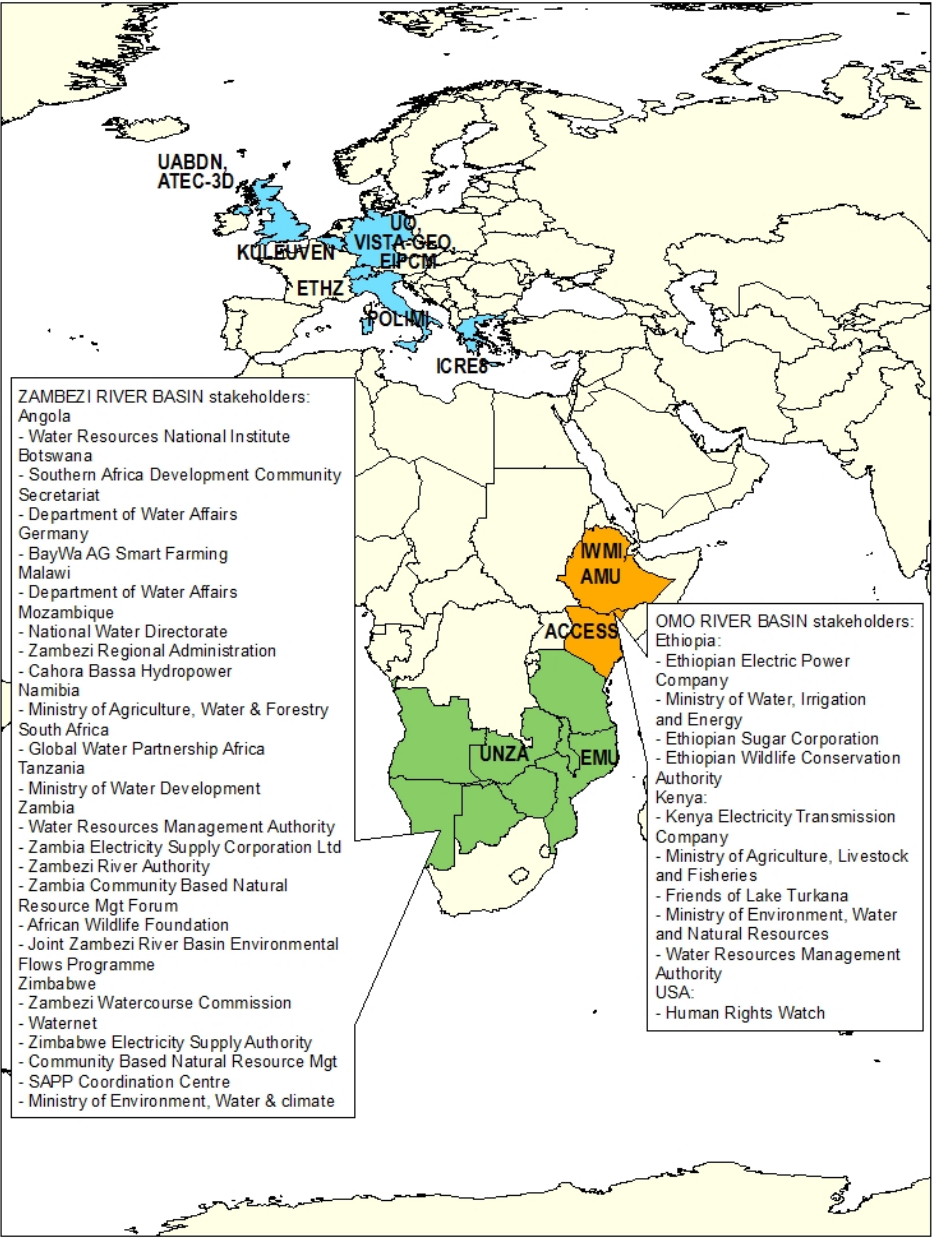 UABDN,
ATEC-3D
UO,
VISTA-GEO,
EIPCM
KULEUVEN
ETHZ
POLIMI
ICRE8
ZAMBEZI RIVER BASIN stakeholders:
Angola
- Water Resources National Institute
Botswana
- Southern Africa Development Community
Secretariat
- Department of Water Affairs
Germany
- BayWa AG Smart Farming
Malawi
- Department of Water Affairs
Mozambique
- National Water Directorate
- Zambezi Regional Administration
- Cahora Bassa Hydropower
Namibia
- Ministry of Agriculture, Water & Forestry
South Africa
- Global Water Partnership Africa
Tanzania
- Ministry of Water Development
Zambia
- Water Resources Management Authority
- Zambia Electricity Supply Corporation Ltd
- Zambezi River Authority
- Zambia Community Based Natural
Resource Mgt Forum
- African Wildlife Foundation
- Joint Zambezi River Basin Environmental
Flows Programme
Zimbabwe
- Zambezi Watercourse Commission
- Waternet
- Zimbabwe Electricity Supply Authority
- Community Based Natural Resource Mgt
- SAPP Coordination Centre
- Ministry of Environment, Water & climate
IWMI,
AMU
ACCESS
UNZA
EMU
OMO RIVER BASIN stakeholders:
Ethiopia:
- Ethiopian Electric Power
Company
- Ministry of Water, Irrigation
and Energy
- Ethiopian Sugar Corporation
- Ethiopian Wildlife Conservation
Authority
Kenya:
- Kenya Electricity Transmission
Company
- Ministry of Agriculture, Livestock
and Fisheries
- Friends of Lake Turkana
- Ministry of Environment, Water
and Natural Resources
- Water Resources Management
Authority
USA:
- Human Rights Watch